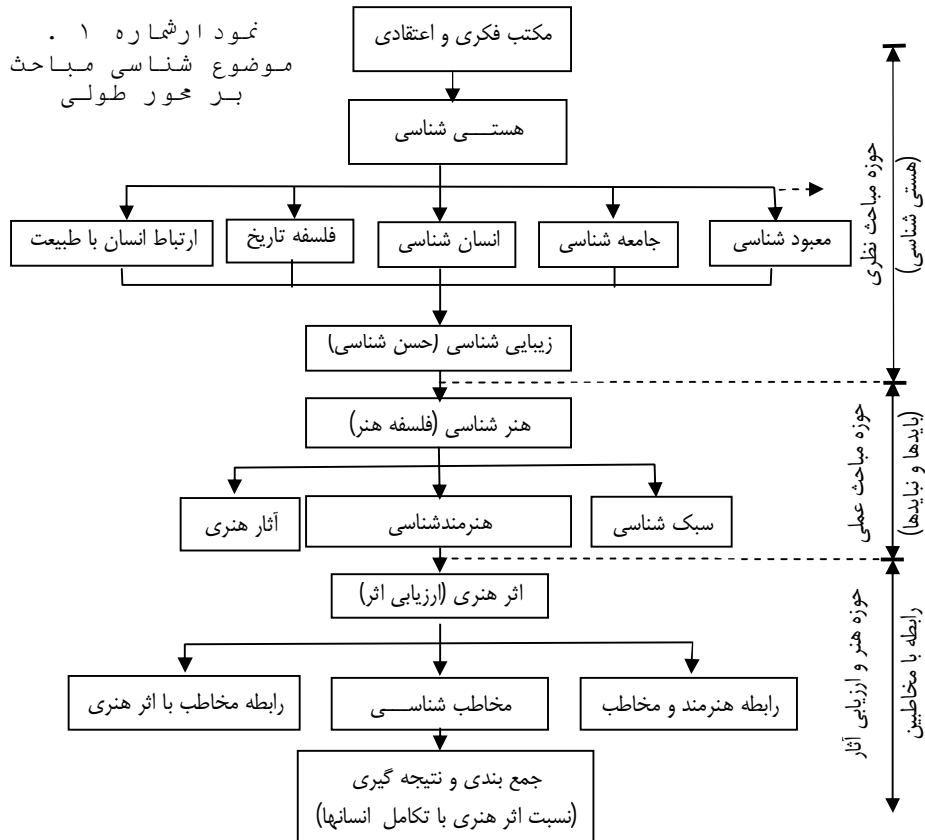 نمودارشماره ۱ .
موضوع شناسی مباحث
بر محور طولی
مکتب فکری و اعتقادی
هستی شناسی
معبود شناسی
جامعه شناسی
انسان شناسی
فلسفه تاریخ
ارتباط انسان با طبیعت
زیبایی شناسی (حسن شناسی)
هنر شناسی (فلسفه هنر)
سبک شناسی
هنرمندشناسی
آثار هنری
اثر هنری (ارزیابی اثر)
رابطه هنرمند و مخاطب
مخاطب شناسی
رابطه مخاطب با اثر هنری
جمع بندی و نتیجه گیری
(نسبت اثر هنری با تکامل انسانها)
حوزه مباحث نظری
(هستی شناسی)
حوزه مباحث عملی
(بایدها و نبایدها)
حوزه هنر و ارزیابی آثار
رابطه با مخاطبین